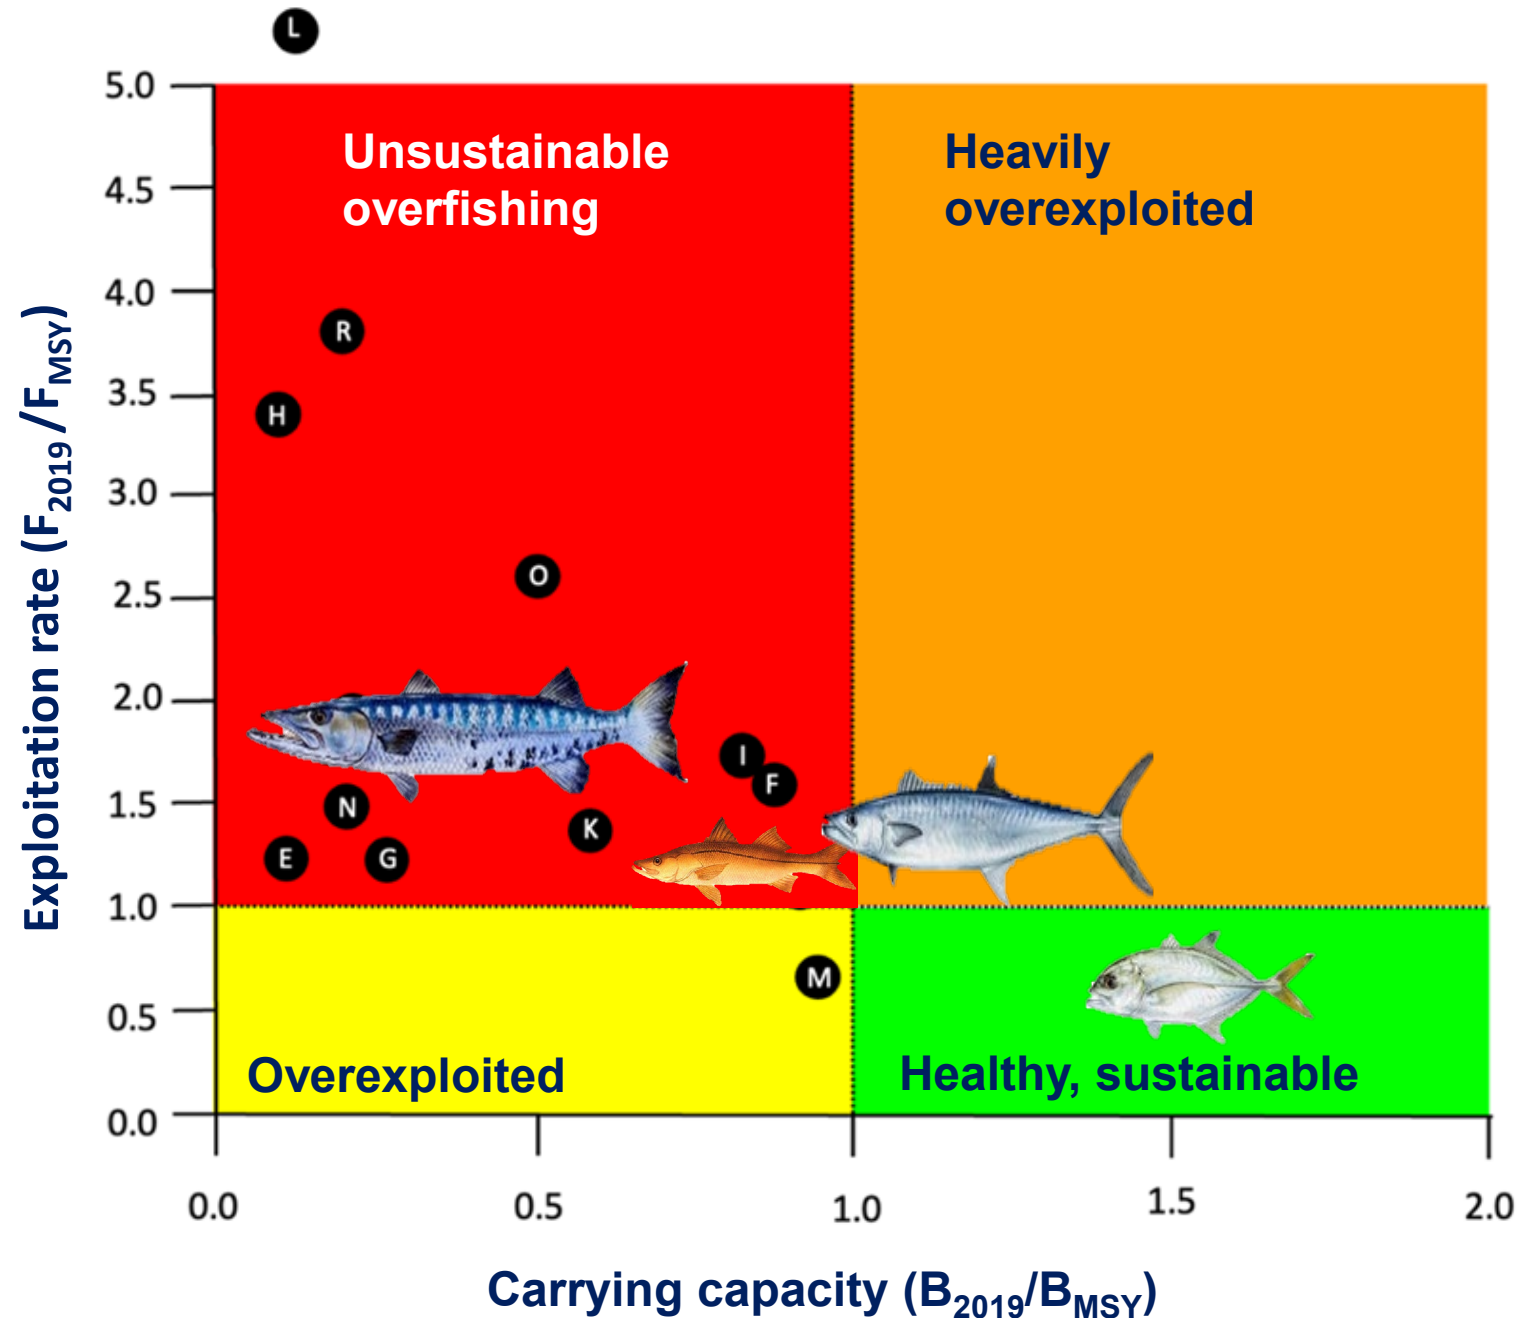 L
5.0
Unsustainable
overfishing
Heavily
overexploited
4.5
4.0
R
3.5
H
3.0
O
2.5
2.0
I
F
1.5
N
K
E
G
1.0
M
0.5
Overexploited
Healthy, sustainable
0.0
0.0
0.5
1.0
1.5
2.0
Exploitation rate (F2019/FMSY)
Carrying capacity (B2019/BMSY)